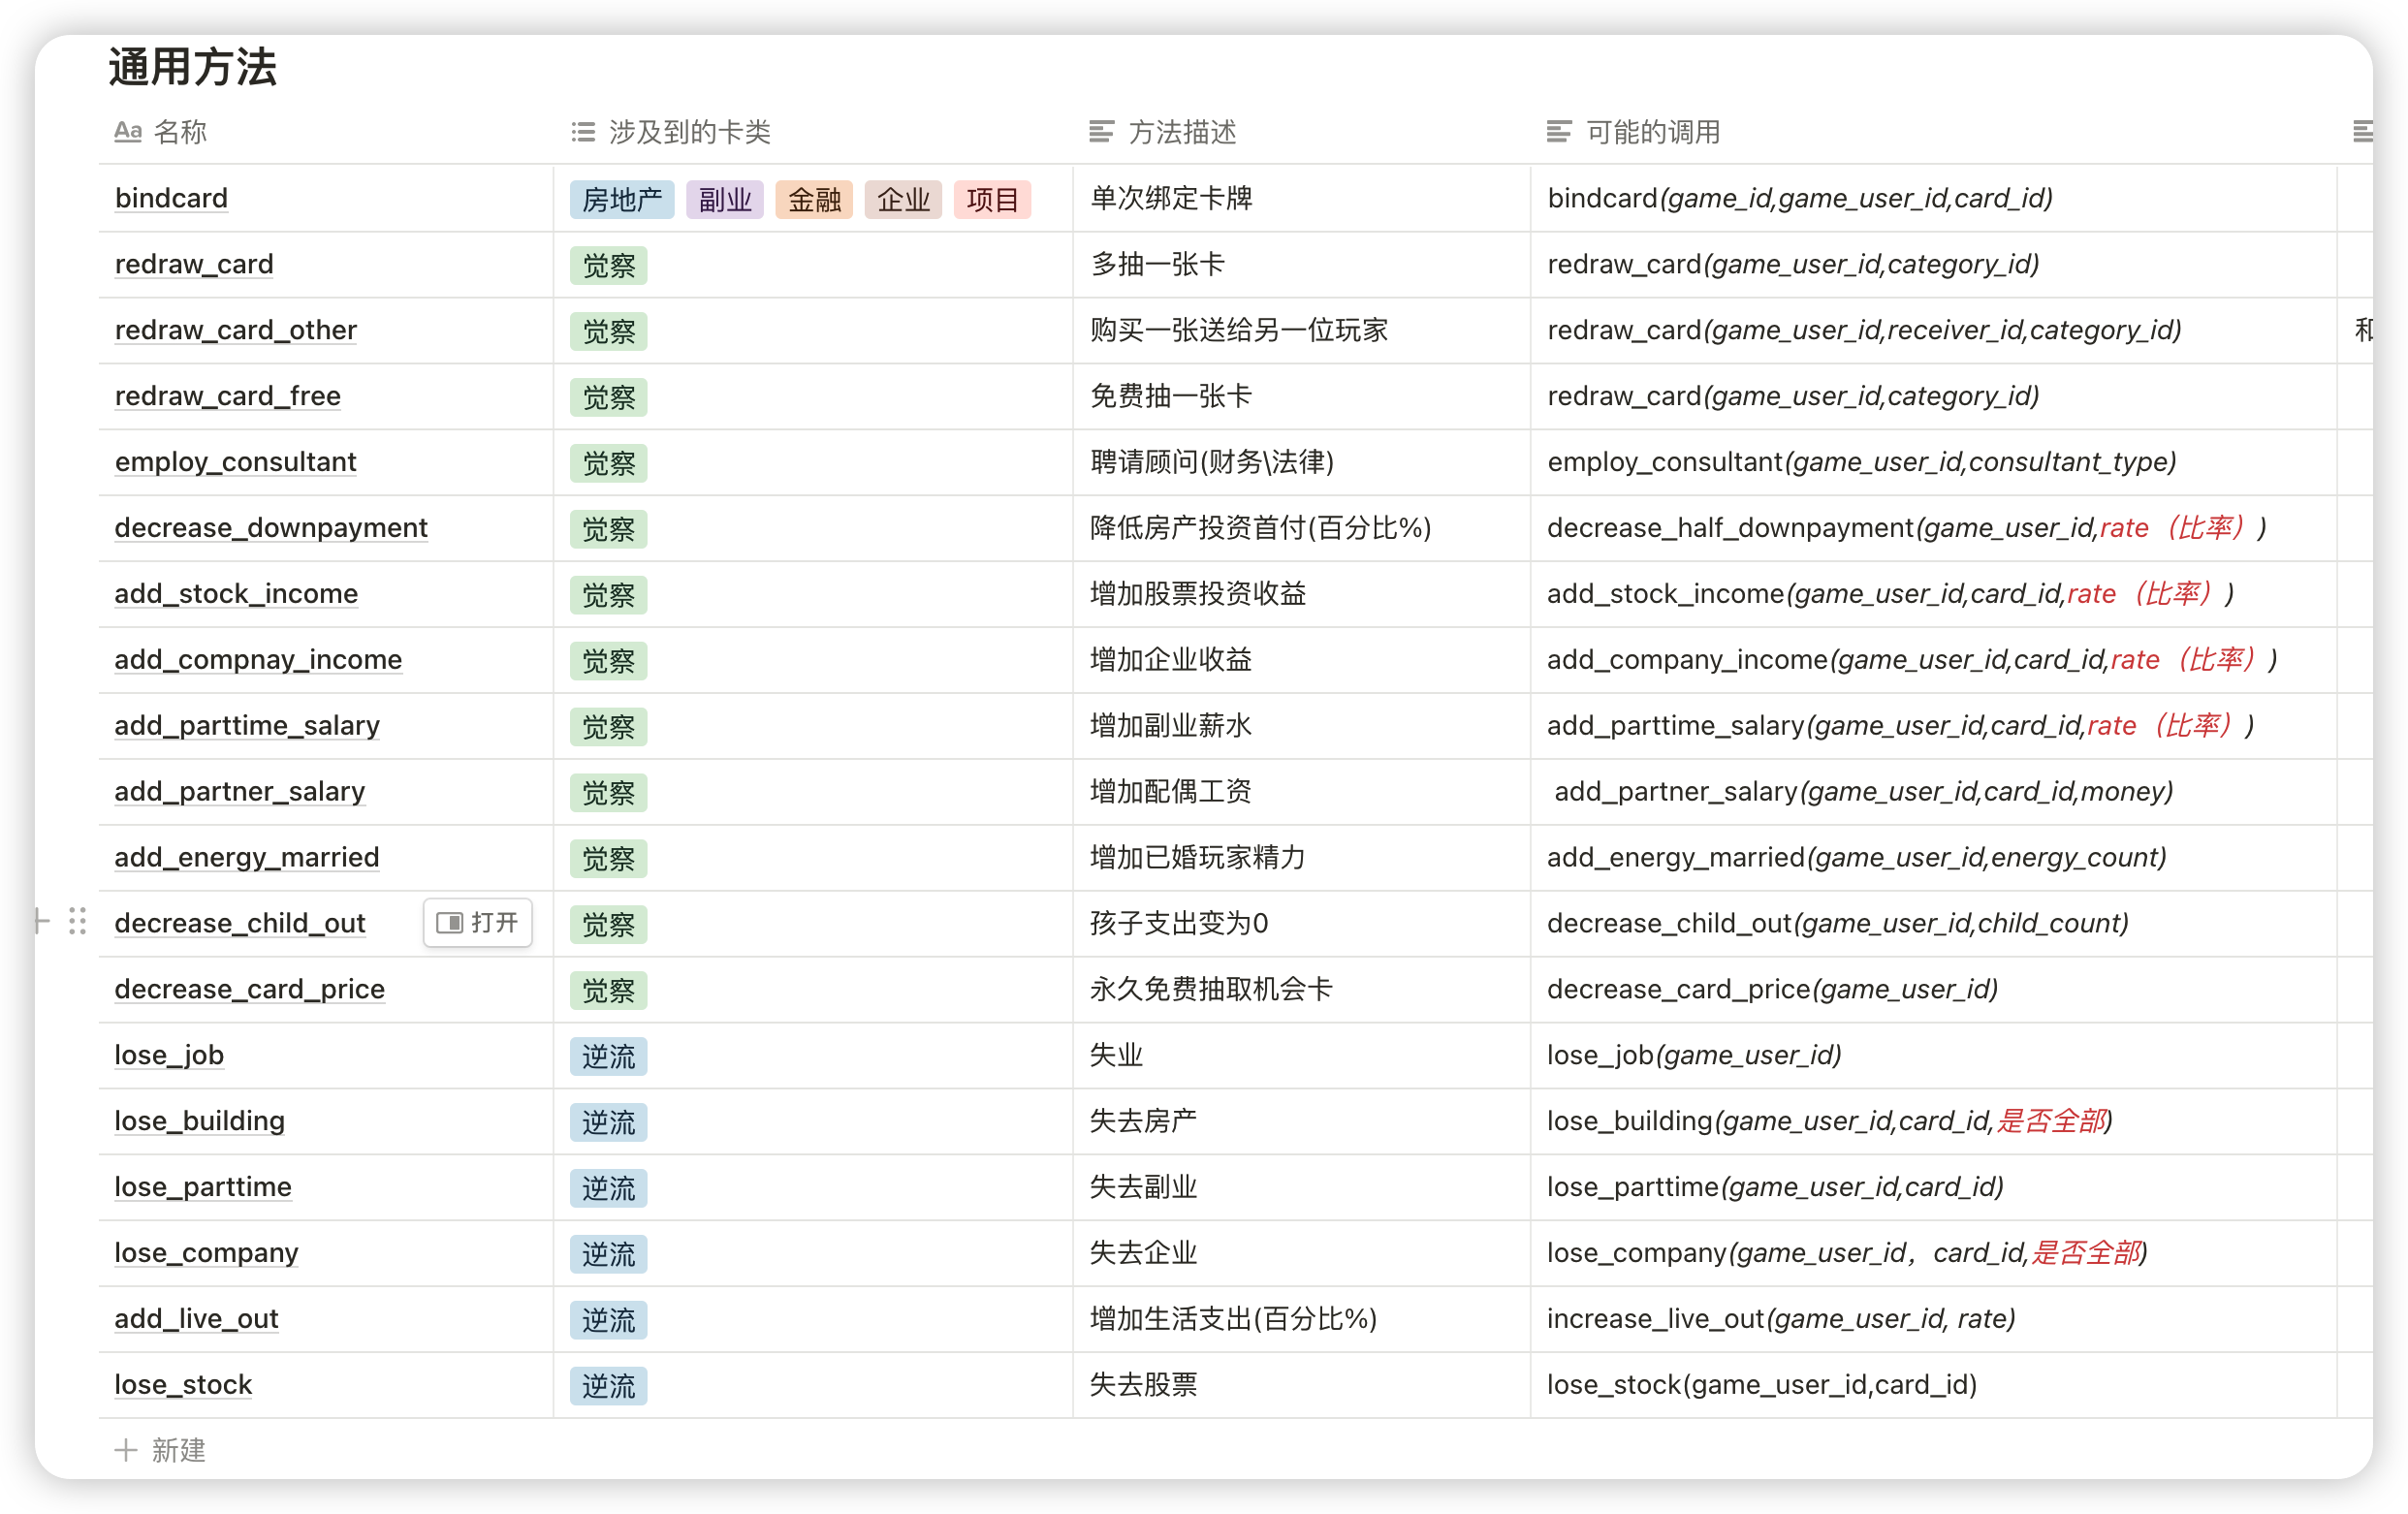 通用方法
Aa 名称 涉及到的卡类 方法描述 可能的调用
bindcard 房地产 副业 金融 企业 项目 单次绑定卡牌 bindcard(game_id,game_user_id,card_id)
redraw_card 觉察 多抽一张卡 redraw_card(game_user_id,category_id)
redraw_card_other 觉察 购买一张送给另一位玩家 redraw_card(game_user_id,receiver_id,category_id)
redraw_card_free 觉察 免费抽一张卡 redraw_card(game_user_id,category_id)
employ_consultant 觉察 聘请顾问(财务\法律) employ_consultant(game_user_id,consultant_type)
decrease_downpayment 觉察 降低房产投资首付(百分比%) decrease_half_downpayment(game_user_id,rate（比率）)
add_stock_income 觉察 增加股票投资收益 add_stock_income(game_user_id,card_id,rate（比率）)
add_compnay_income 觉察 增加企业收益 add_company_income(game_user_id,card_id,rate（比率）)
add_parttime_salary 觉察 增加副业薪水 add_parttime_salary(game_user_id,card_id,rate（比率）)
add_partner_salary 觉察 增加配偶工资 add_partner_salary(game_user_id,card_id,money)
add_energy_married 觉察 增加已婚玩家精力 add_energy_married(game_user_id,energy_count)
decrease_child_out 打开 觉察 孩子支出变为0 decrease_child_out(game_user_id,child_count)
decrease_card_price 觉察 永久免费抽取机会卡 decrease_card_price(game_user_id)
lose_job 逆流 失业 lose_job(game_user_id)
lose_building 逆流 失去房产 lose_building(game_user_id,card_id,是否全部)
lose_parttime 逆流 失去副业 lose_parttime(game_user_id,card_id)
lose_company 逆流 失去企业 lose_company(game_user_id，card_id,是否全部)
add_live_out 逆流 增加生活支出(百分比%) increase_live_out(game_user_id, rate)
lose_stock 逆流 失去股票 lose_stock(game_user_id,card_id)
+ 新建